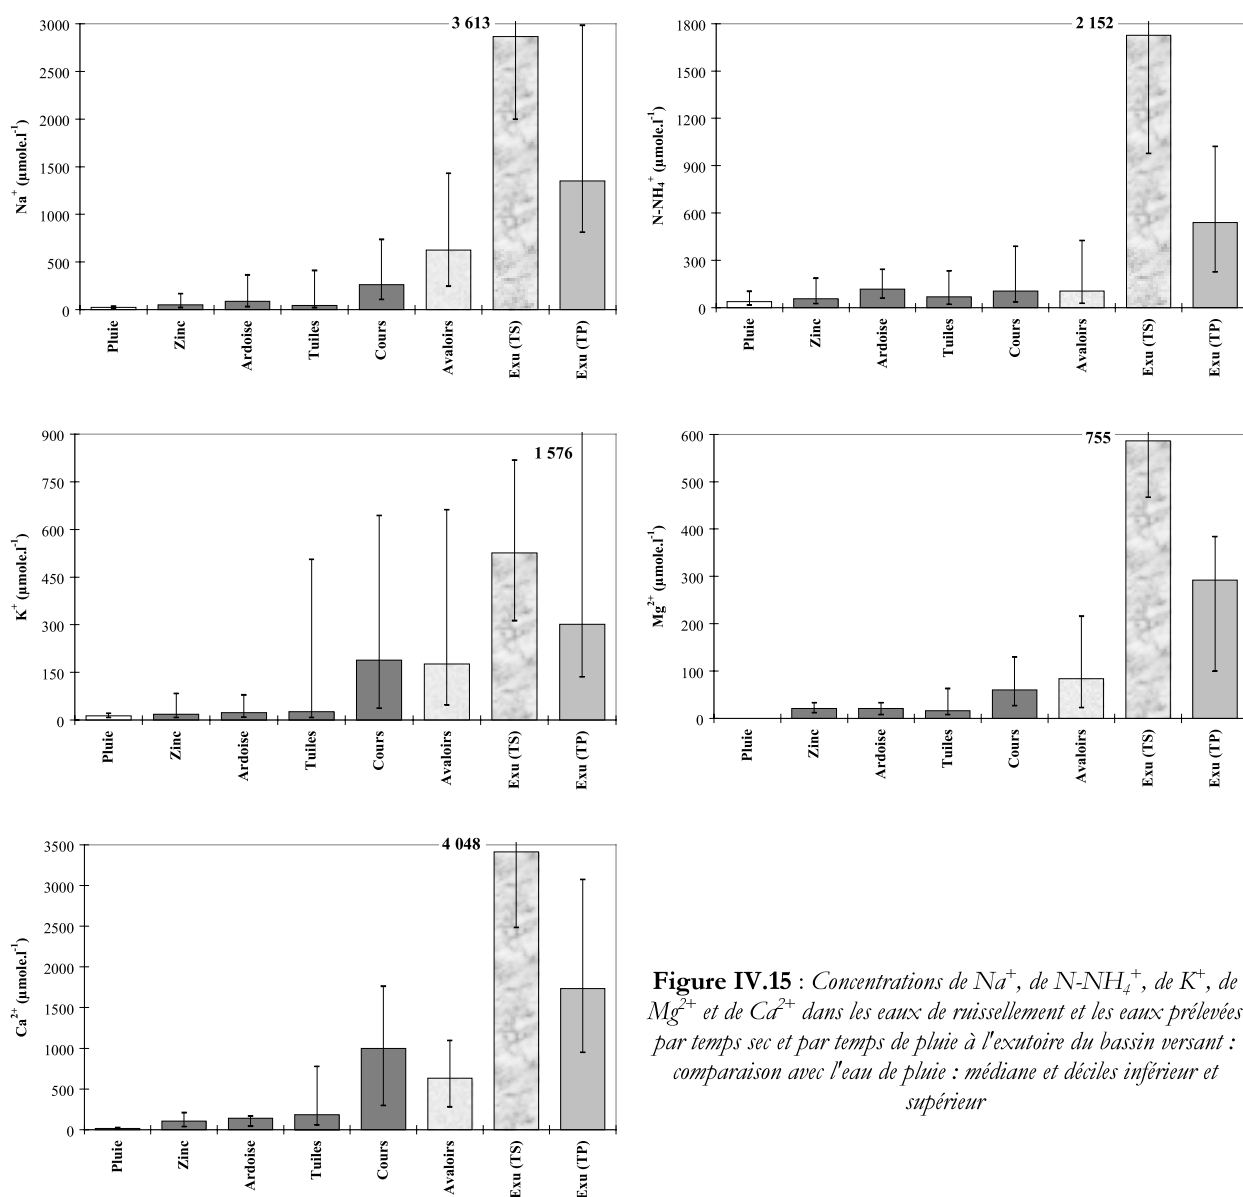 3 613
3000
2500
2000
1500
1000
500
0
Na⁺ (µmole.l⁻¹)
Pluie
Zinc
Ardoise
Tuiles
Cours
Avaloirs
Exu (TS)
Exu (TP)
2 152
1800
1500
1200
900
600
300
0
N-NH₄⁺ (µmole.l⁻¹)
Pluie
Zinc
Ardoise
Tuiles
Cours
Avaloirs
Exu (TS)
Exu (TP)
900
1 576
750
600
450
300
150
0
K⁺ (µmole.l⁻¹)
Pluie
Zinc
Ardoise
Tuiles
Cours
Avaloirs
Exu (TS)
Exu (TP)
755
600
500
400
300
200
100
0
Mg²⁺ (µmole.l⁻¹)
Pluie
Zinc
Ardoise
Tuiles
Cours
Avaloirs
Exu (TS)
Exu (TP)
4 048
3500
3000
2500
2000
1500
1000
500
0
Ca²⁺ (µmole.l⁻¹)
Pluie
Zinc
Ardoise
Tuiles
Cours
Avaloirs
Exu (TS)
Exu (TP)
Figure IV.15 : Concentrations de Na⁺, de N-NH₄⁺, de K⁺, de
Mg²⁺ et de Ca²⁺ dans les eaux de ruissellement et les eaux prélevées
par temps sec et par temps de pluie à l'exutoire du bassin versant :
comparaison avec l'eau de pluie : médiane et déciles inférieur et
supérieur